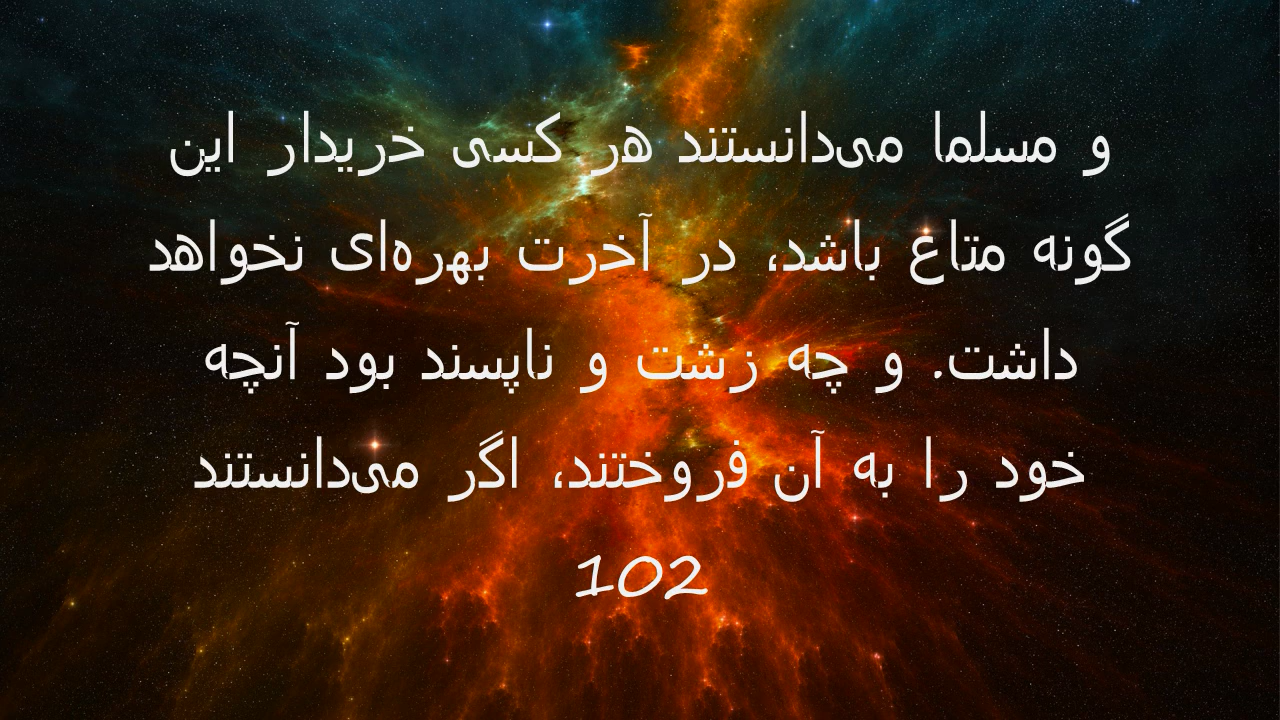 و مسلما می‌دانستند هر کسی خریدار این
گونه متاغ باشد، در آخرت بهره‌ای نخواهد
داشت. و چه زشت و ناپسند بود آنچه
خود را به آن فروختند، اگر می‌دانستند
102